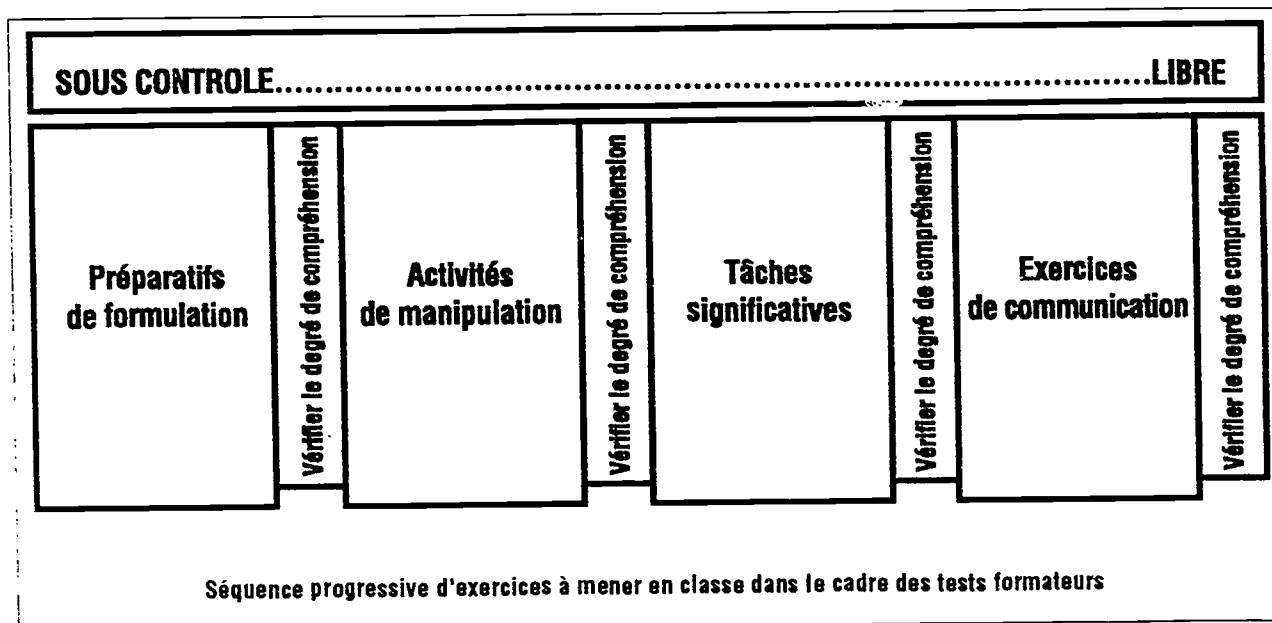 SOUS CONTROLE....................................................................................LIBRE
Préparatifs
de formulation
Vérifier le degré de compréhension
Activités
de manipulation
Vérifier le degré de compréhension
Tâches
significatives
Vérifier le degré de compréhension
Exercices
de communication
Vérifier le degré de compréhension
Séquence progressive d'exercices à mener en classe dans le cadre des tests formateurs